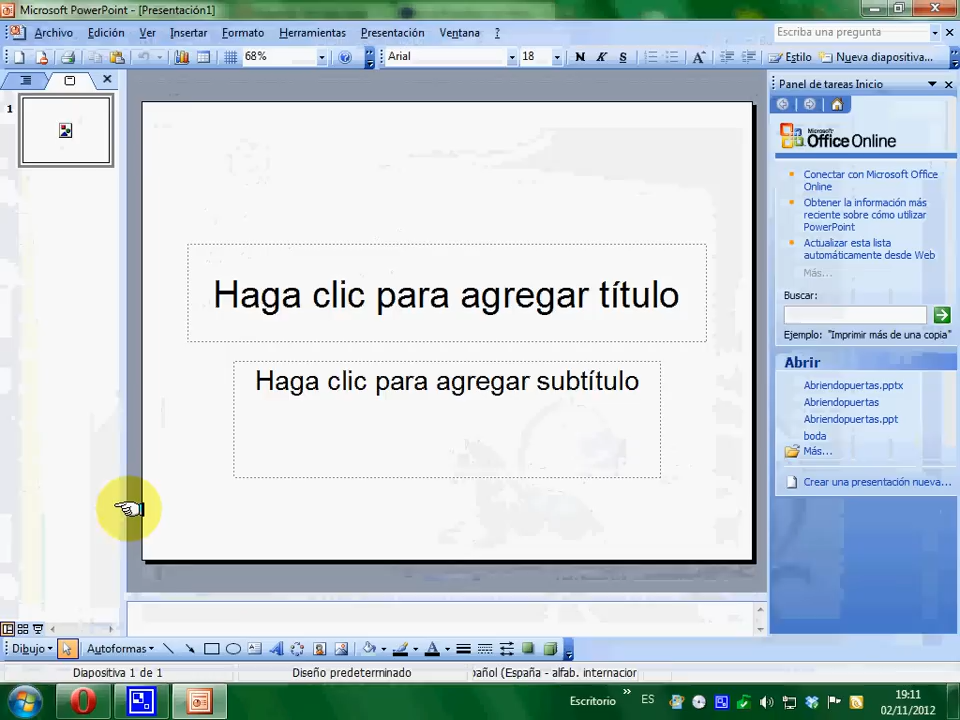 Microsoft PowerPoint - [Presentación1]
Archivo Edición Ver Insertar Formato Herramientas Presentación Ventana ?
Escriba una pregunta
68%
Arial
18
N K S
Estilo
Nueva diapositiva...
Panel de tareas Inicio
1
Microsoft
Office Online
Conectar con Microsoft Office
Online
Obtener la información más
reciente sobre cómo utilizar
PowerPoint
Actualizar esta lista
automáticamente desde Web
Más...
Buscar:
Ejemplo: "Imprimir más de una copia"
Haga clic para agregar título
Haga clic para agregar subtítulo
Abrir
Abriendopuertas.pptx
Abriendopuertas
Abriendopuertas.ppt
boda
Más...
Crear una presentación nueva...
Dibujo
Autoformas
Diapositiva 1 de 1
Diseño predeterminado
pañol (España - alfab. internacior
Escritorio
ES
19:11
02/11/2012